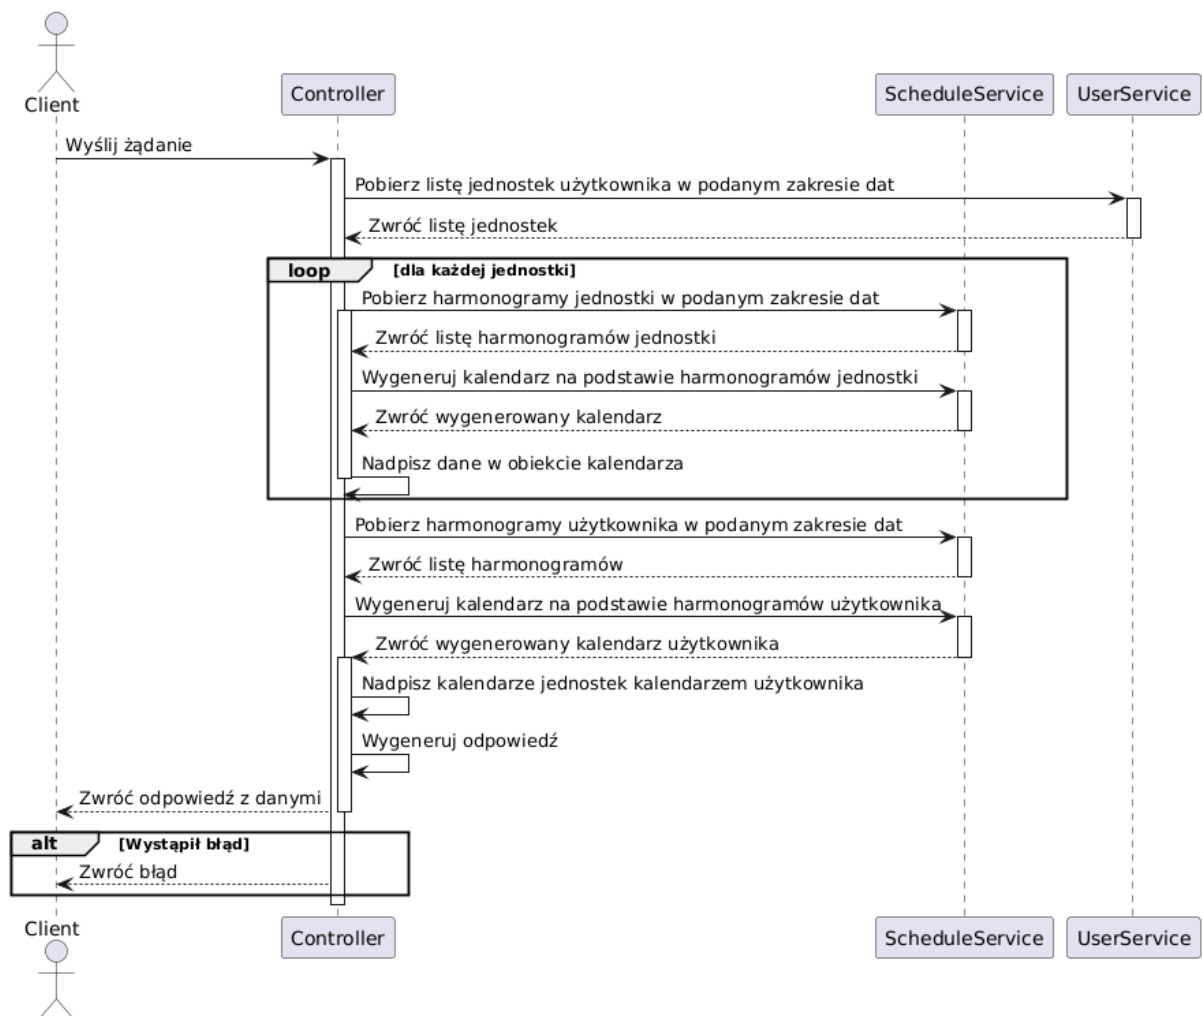 Client
Controller
ScheduleService
UserService
Wyślij żądanie
Pobierz listę jednostek użytkownika w podanym zakresie dat
Zwróć listę jednostek
loop [dla każdej jednostki]
Pobierz harmonogramy jednostki w podanym zakresie dat
Zwróć listę harmonogramów jednostki
Wygeneruj kalendarz na podstawie harmonogramów jednostki
Zwróć wygenerowany kalendarz
Nadpisz dane w obiekcie kalendarza
Pobierz harmonogramy użytkownika w podanym zakresie dat
Zwróć listę harmonogramów
Wygeneruj kalendarz na podstawie harmonogramów użytkownika
Zwróć wygenerowany kalendarz użytkownika
Nadpisz kalendarze jednostek kalendarzem użytkownika
Wygeneruj odpowiedź
Zwróć odpowiedź z danymi
alt [Wystąpił błąd]
Zwróć błąd
Client
Controller
ScheduleService
UserService